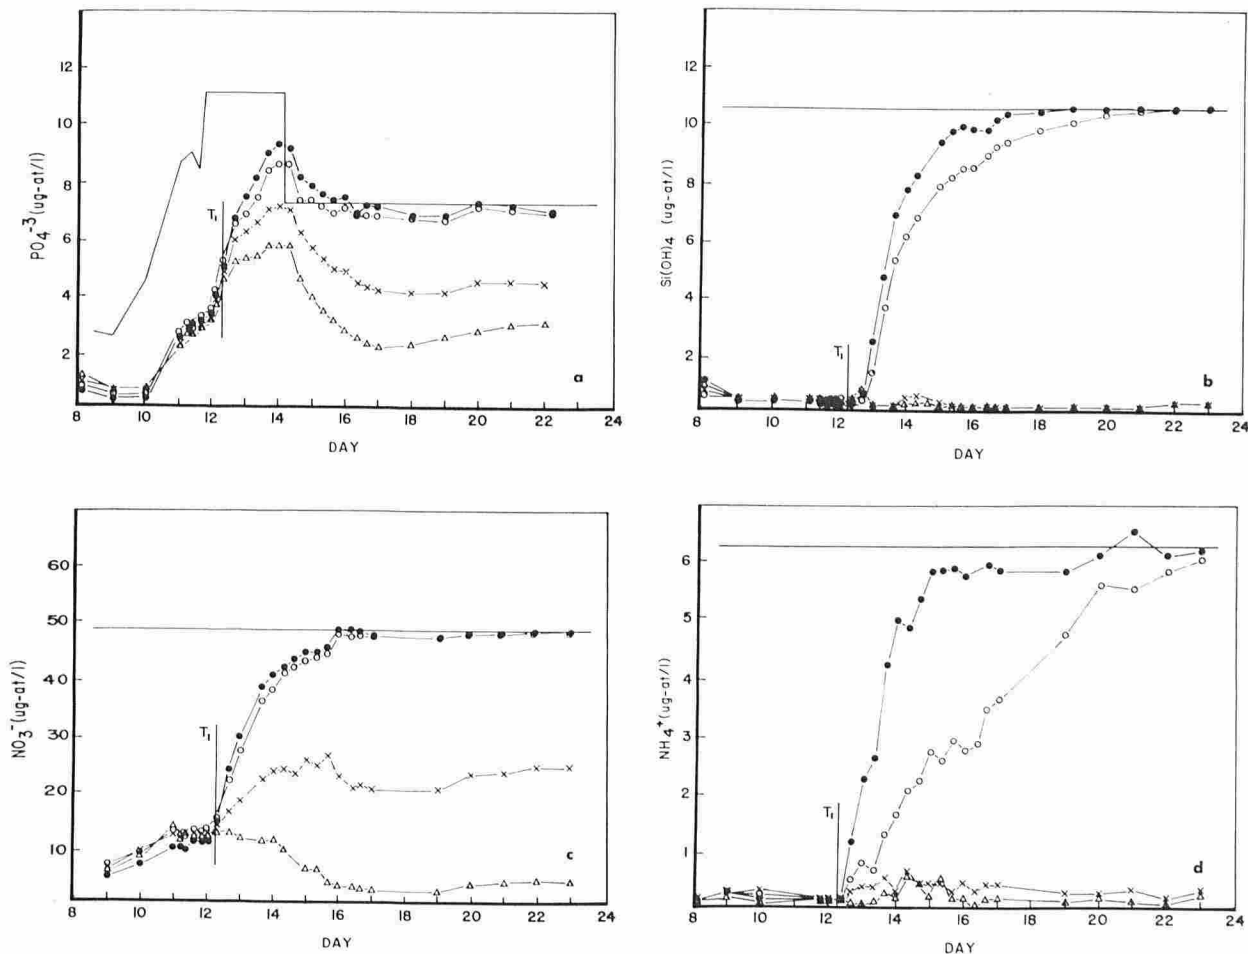 PO₄⁻³ (ug-at/l)
12
10
8
6
4
2
T₁
a
8 10 12 14 16 18 20 22 24
DAY
Si(OH)₄ (ug-at/l)
12
10
8
6
4
2
T₁
b
8 10 12 14 16 18 20 22 24
DAY
NO₃⁻ (ug-at/l)
60
50
40
30
20
10
T₁
c
8 10 12 14 16 18 20 22 24
DAY
NH₄⁺ (ug-at/l)
6
5
4
3
2
1
T₁
d
8 10 12 14 16 18 20 22 24
DAY